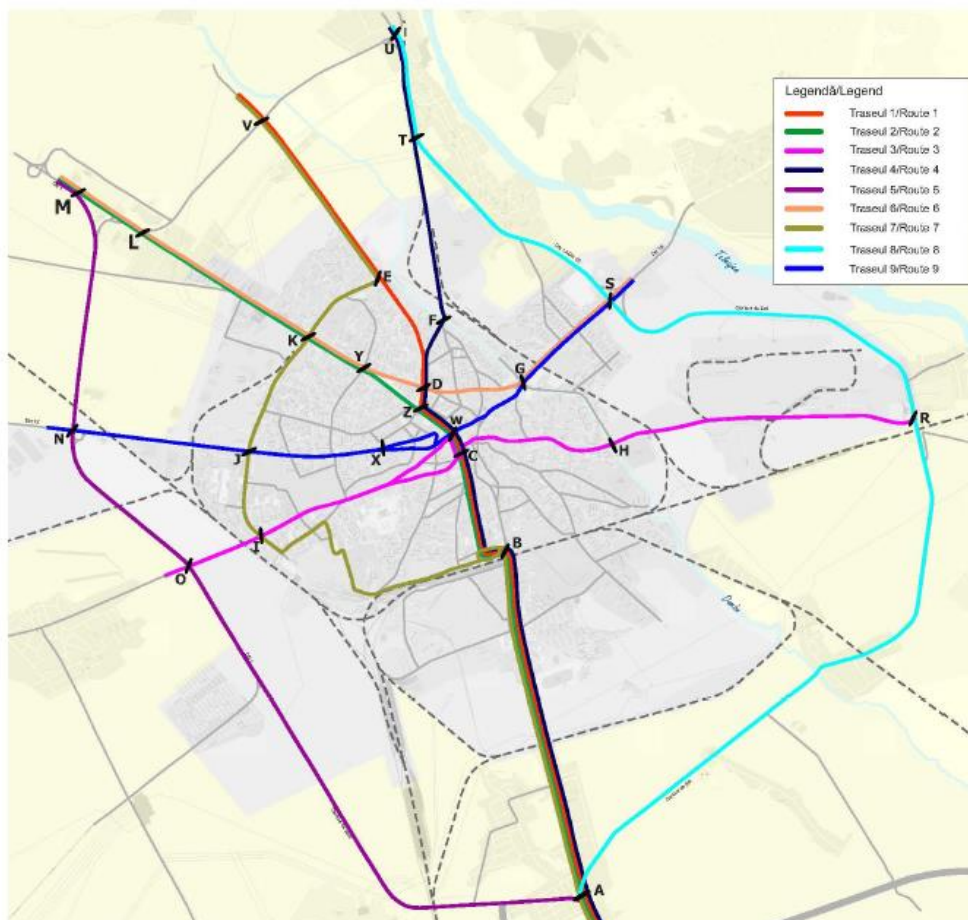 U
Legendă/Legend
Traseul 1/Route 1
Traseul 2/Route 2
Traseul 3/Route 3
Traseul 4/Route 4
Traseul 5/Route 5
Traseul 6/Route 6
Traseul 7/Route 7
Traseul 8/Route 8
Traseul 9/Route 9
V
T
M
L
Teleajen
E
S
F
K
Y
G
D
Z
W
R
N
J
X
C
H
I
B
O
Dambu
A